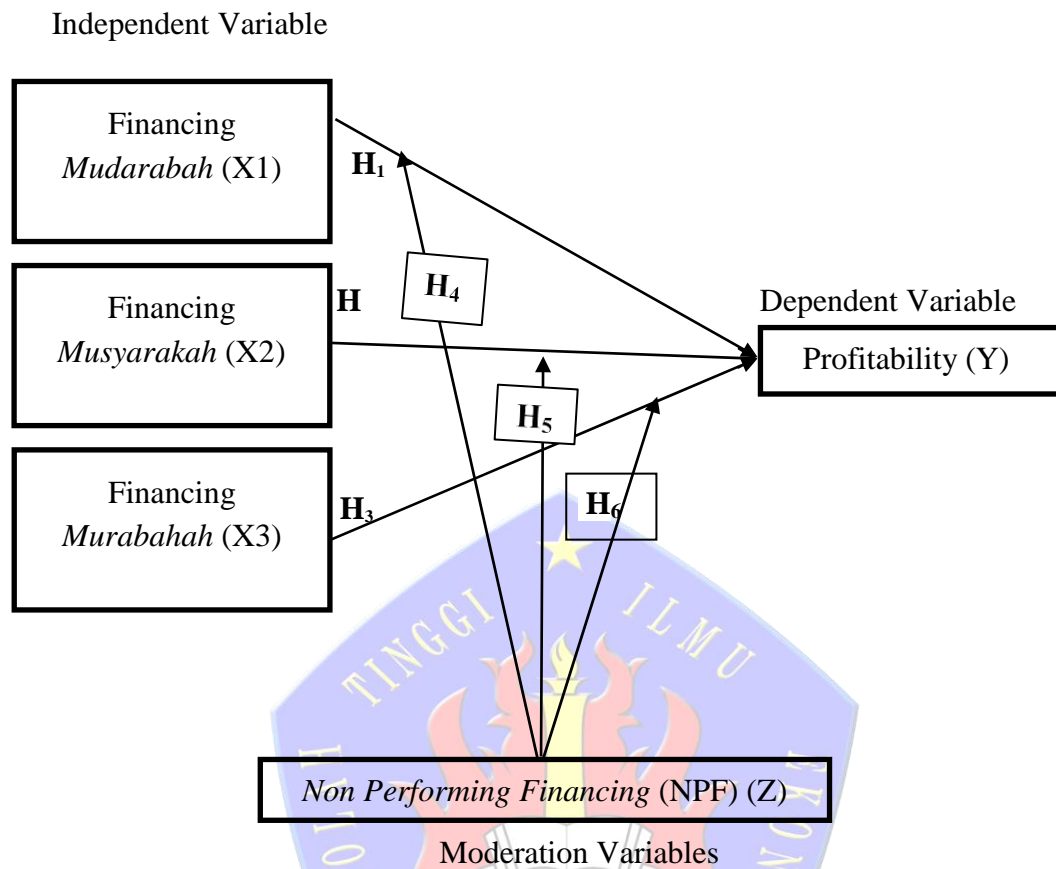 Independent Variable
Financing
Mudarabah (X1)
H₁
H₄
Financing
Musyarakah (X2)
H
Dependent Variable
Profitability (Y)
H₅
Financing
Murabahah (X3)
H₃
H₆
TINGGI ILMU
EKON
Non Performing Financing (NPF) (Z)
Moderation Variables